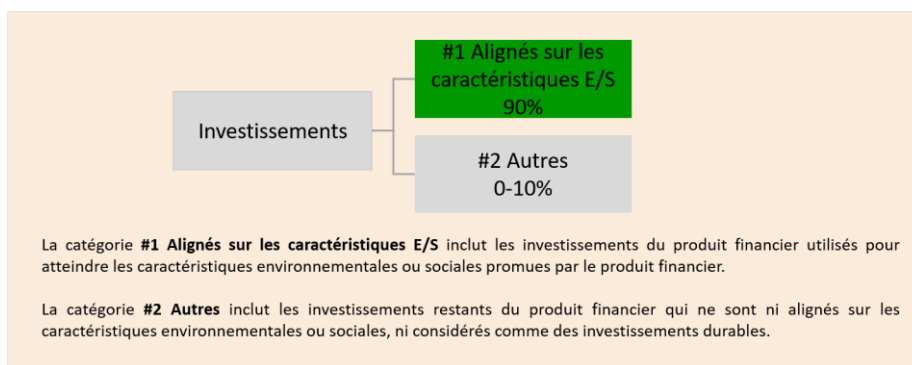 #1 Alignés sur les
caractéristiques E/S
90%
Investissements
#2 Autres
0-10%
La catégorie #1 Alignés sur les caractéristiques E/S inclut les investissements du produit financier utilisés pour
atteindre les caractéristiques environnementales ou sociales promues par le produit financier.
La catégorie #2 Autres inclut les investissements restants du produit financier qui ne sont ni alignés sur les
caractéristiques environnementales ou sociales, ni considérés comme des investissements durables.